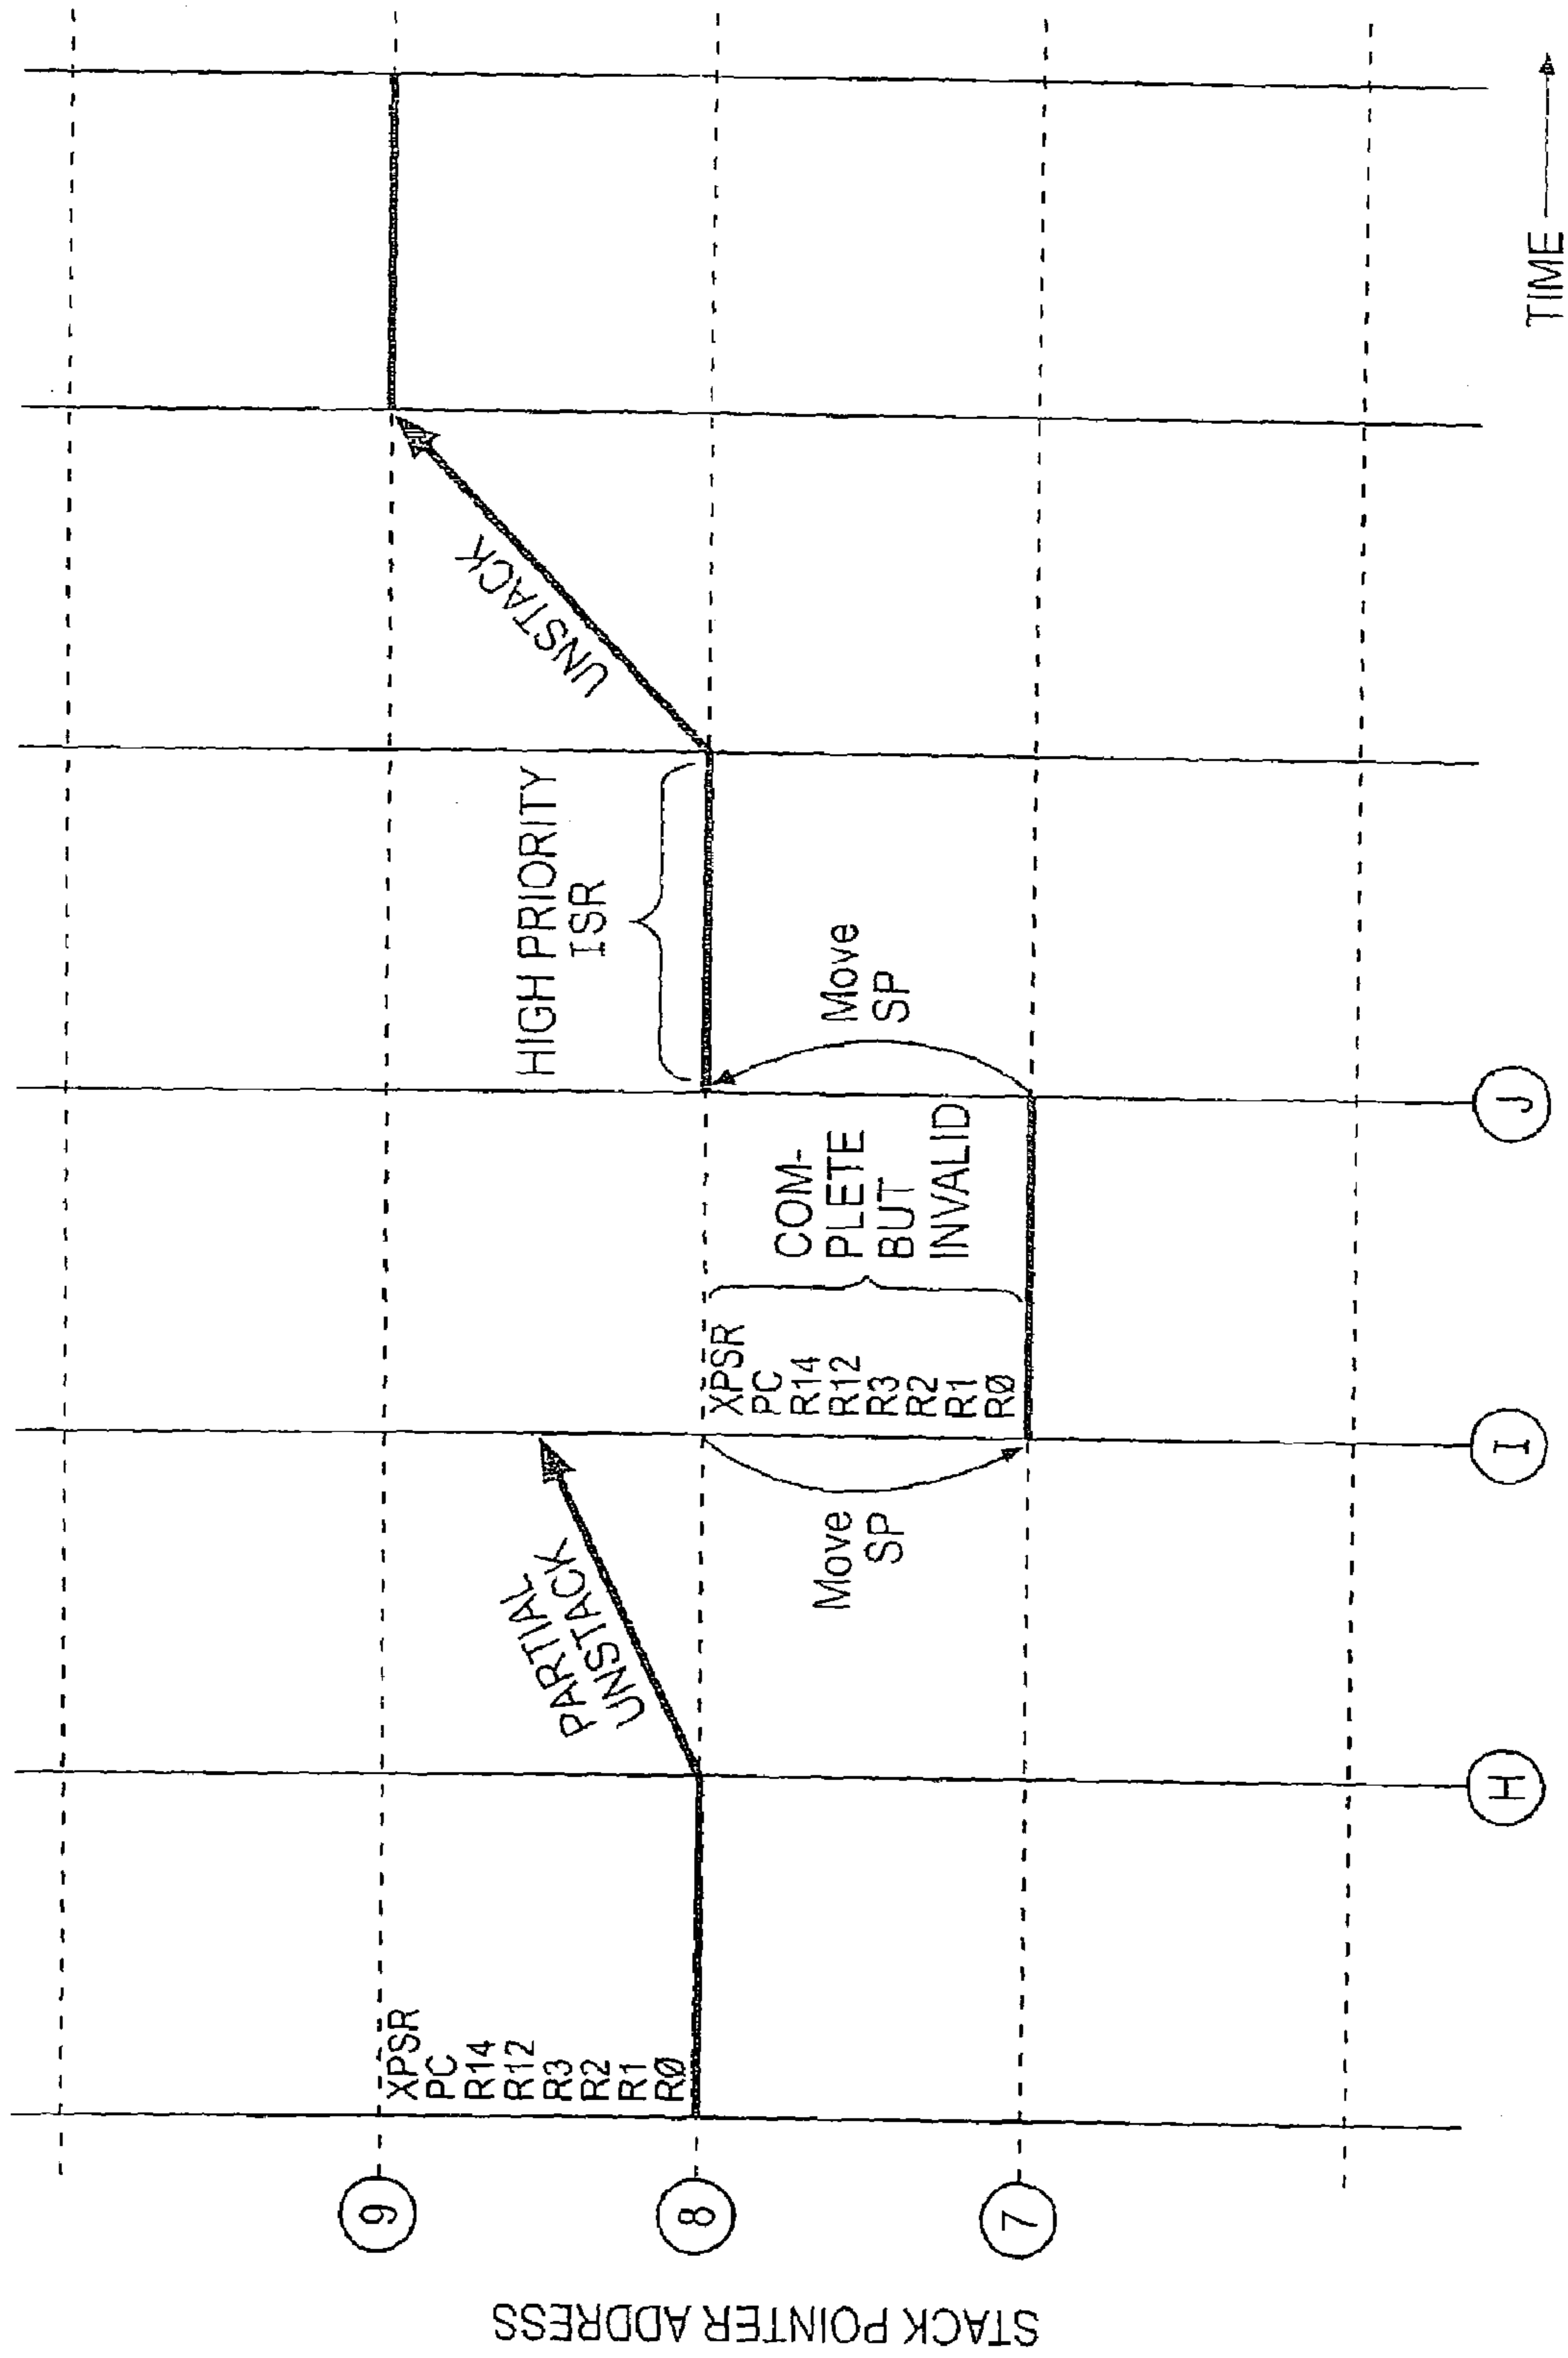 STACK POINTER ADDRESS
9
8
7
XPSR
PC
R14
R12
R3
R2
R1
RØ
PARTIAL
UNSTACK
Move
SP
XPSR
PC
R14
R12
R3
R2
R1
RØ
COM-
PLETE
BUT
INVALID
Move
SP
HIGH PRIORITY
ISR
UNSTACK
H
I
J
TIME